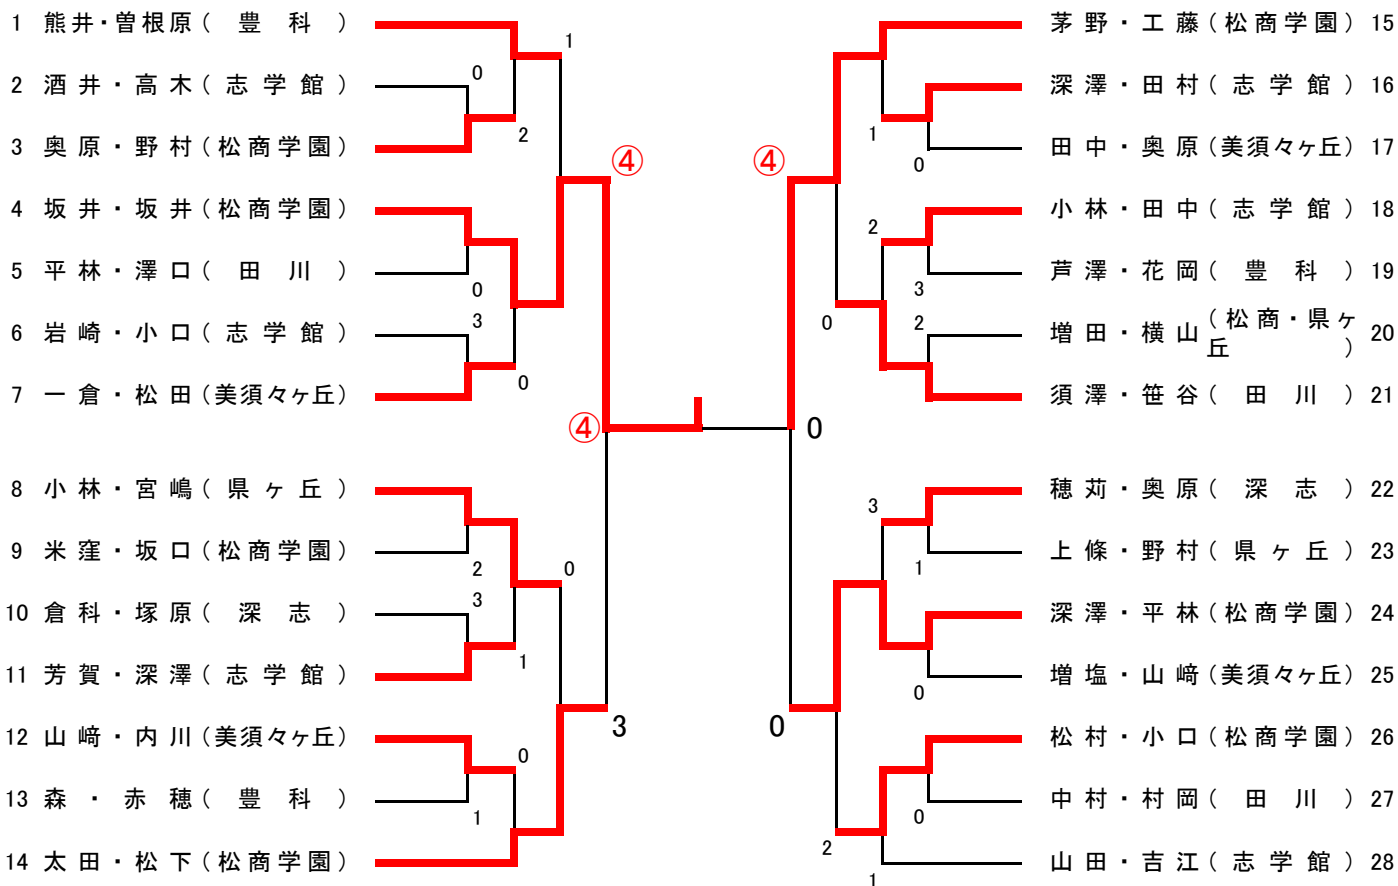 1 熊井・曽根原(豊科)
2 酒井・高木(志学館)
3 奥原・野村(松商学園)
4 坂井・坂井(松商学園)
5 平林・澤口(田川)
6 岩崎・小口(志学館)
7 一倉・松田(美須々ヶ丘)
8 小林・宮嶋(県ヶ丘)
9 米窪・坂口(松商学園)
10 倉科・塚原(深志)
11 芳賀・深澤(志学館)
12 山﨑・内川(美須々ヶ丘)
13 森・赤穂(豊科)
14 太田・松下(松商学園)
1
0
2
④
0
3
0
④
2
0
3
1
3
0
1
④
1
0
2
3
0
2
0
3
1
0
0
0
2
1
茅野・工藤(松商学園) 15
深澤・田村(志学館) 16
田中・奥原(美須々ヶ丘) 17
小林・田中(志学館) 18
芦澤・花岡(豊科) 19
増田・横山(松商・県ヶ丘) 20
須澤・笹谷(田川) 21
穂苅・奥原(深志) 22
上條・野村(県ヶ丘) 23
深澤・平林(松商学園) 24
増塩・山﨑(美須々ヶ丘) 25
松村・小口(松商学園) 26
中村・村岡(田川) 27
山田・吉江(志学館) 28